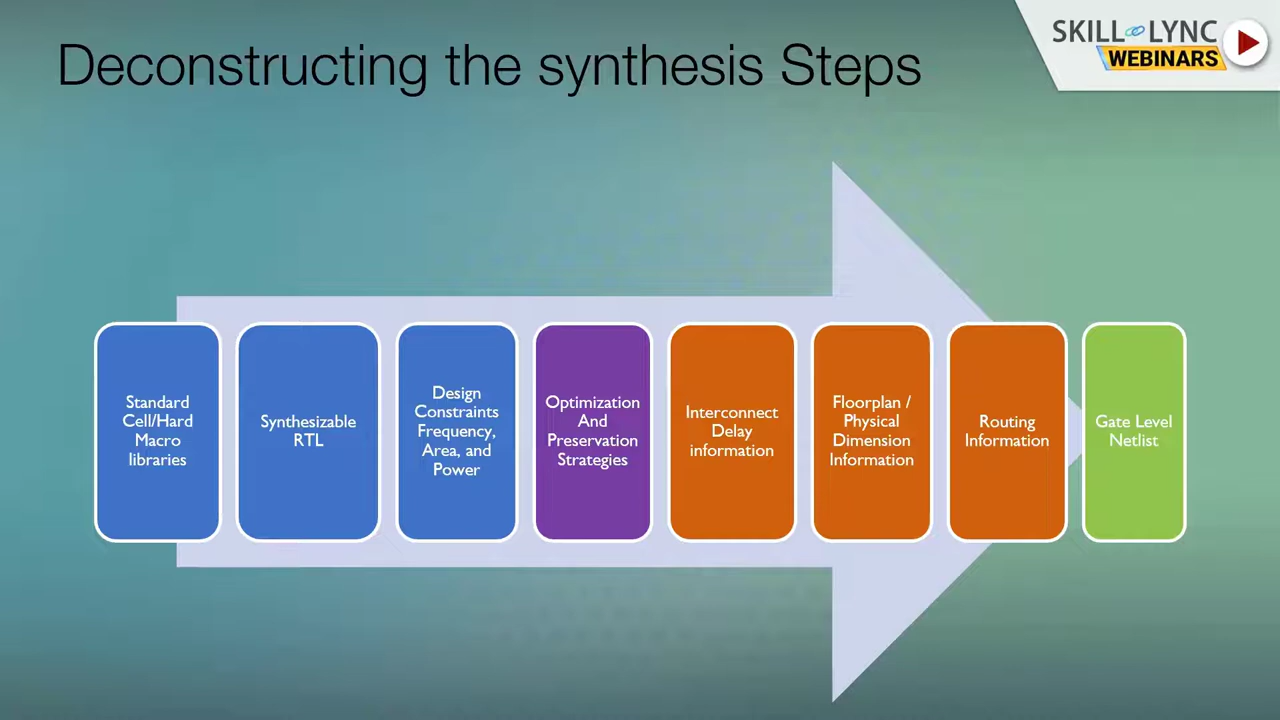 Deconstructing the synthesis Steps
SKILL LYNC
WEBINARS
Standard
Cell/Hard
Macro
libraries
Synthesizable
RTL
Design
Constraints
Frequency,
Area, and
Power
Optimization
And
Preservation
Strategies
Interconnect
Delay
information
Floorplan /
Physical
Dimension
Information
Routing
Information
Gate Level
Netlist